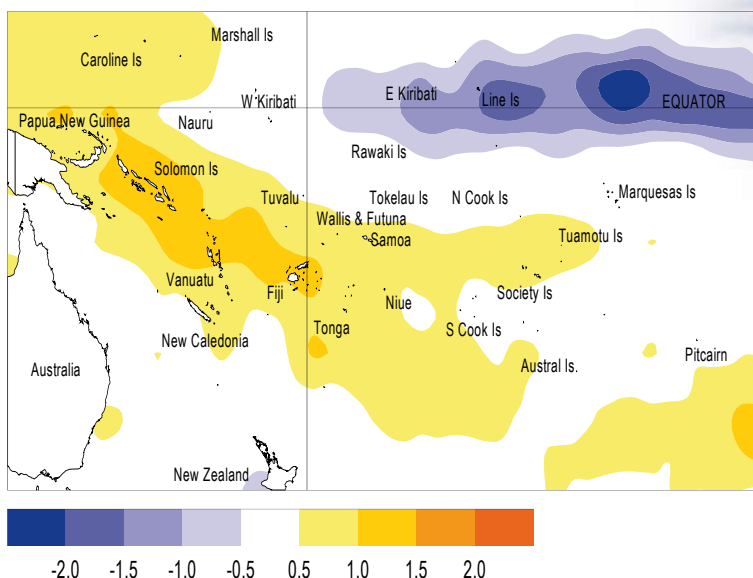 Marshall Is
Caroline Is
W Kiribati
E Kiribati
Line Is
EQUATOR
Papua New Guinea
Nauru
Rawaki Is
Solomon Is
Tuvalu
Tokelau Is
N Cook Is
Marquesas Is
Wallis & Futuna
Samoa
Tuamotu Is
Vanuatu
Fiji
Niue
Society Is
Tonga
S Cook Is
New Caledonia
Pitcairn
Australia
Austral Is.
New Zealand
-2.0 -1.5 -1.0 -0.5 0.5 1.0 1.5 2.0